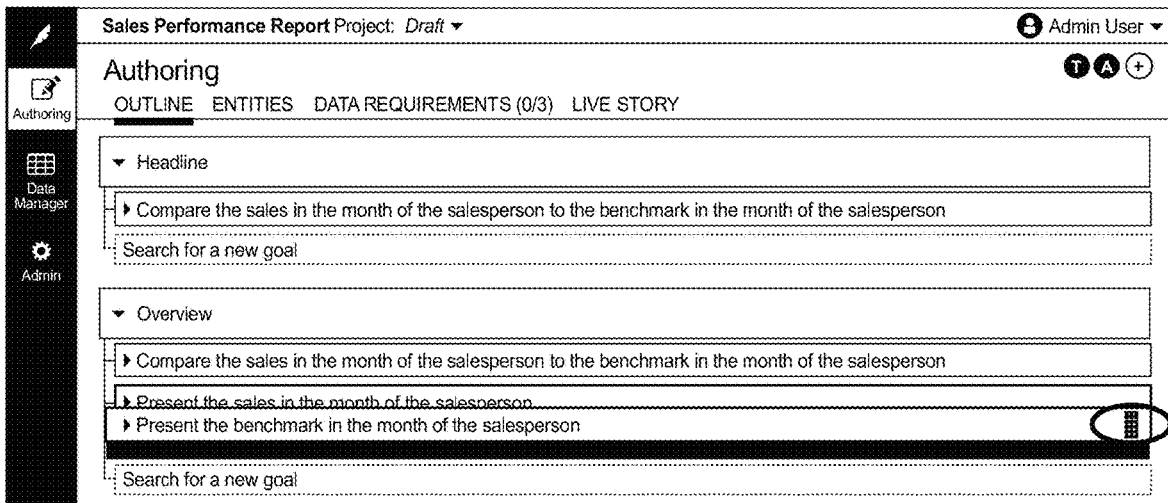 Sales Performance Report Project: Draft
Admin User
Authoring
T A +
Authoring
OUTLINE ENTITIES DATA REQUIREMENTS (0/3) LIVE STORY
Headline
Data
Manager
Compare the sales in the month of the salesperson to the benchmark in the month of the salesperson
Search for a new goal
Admin
Overview
Compare the sales in the month of the salesperson to the benchmark in the month of the salesperson
Present the sales in the month of the salesperson
Present the benchmark in the month of the salesperson
Search for a new goal